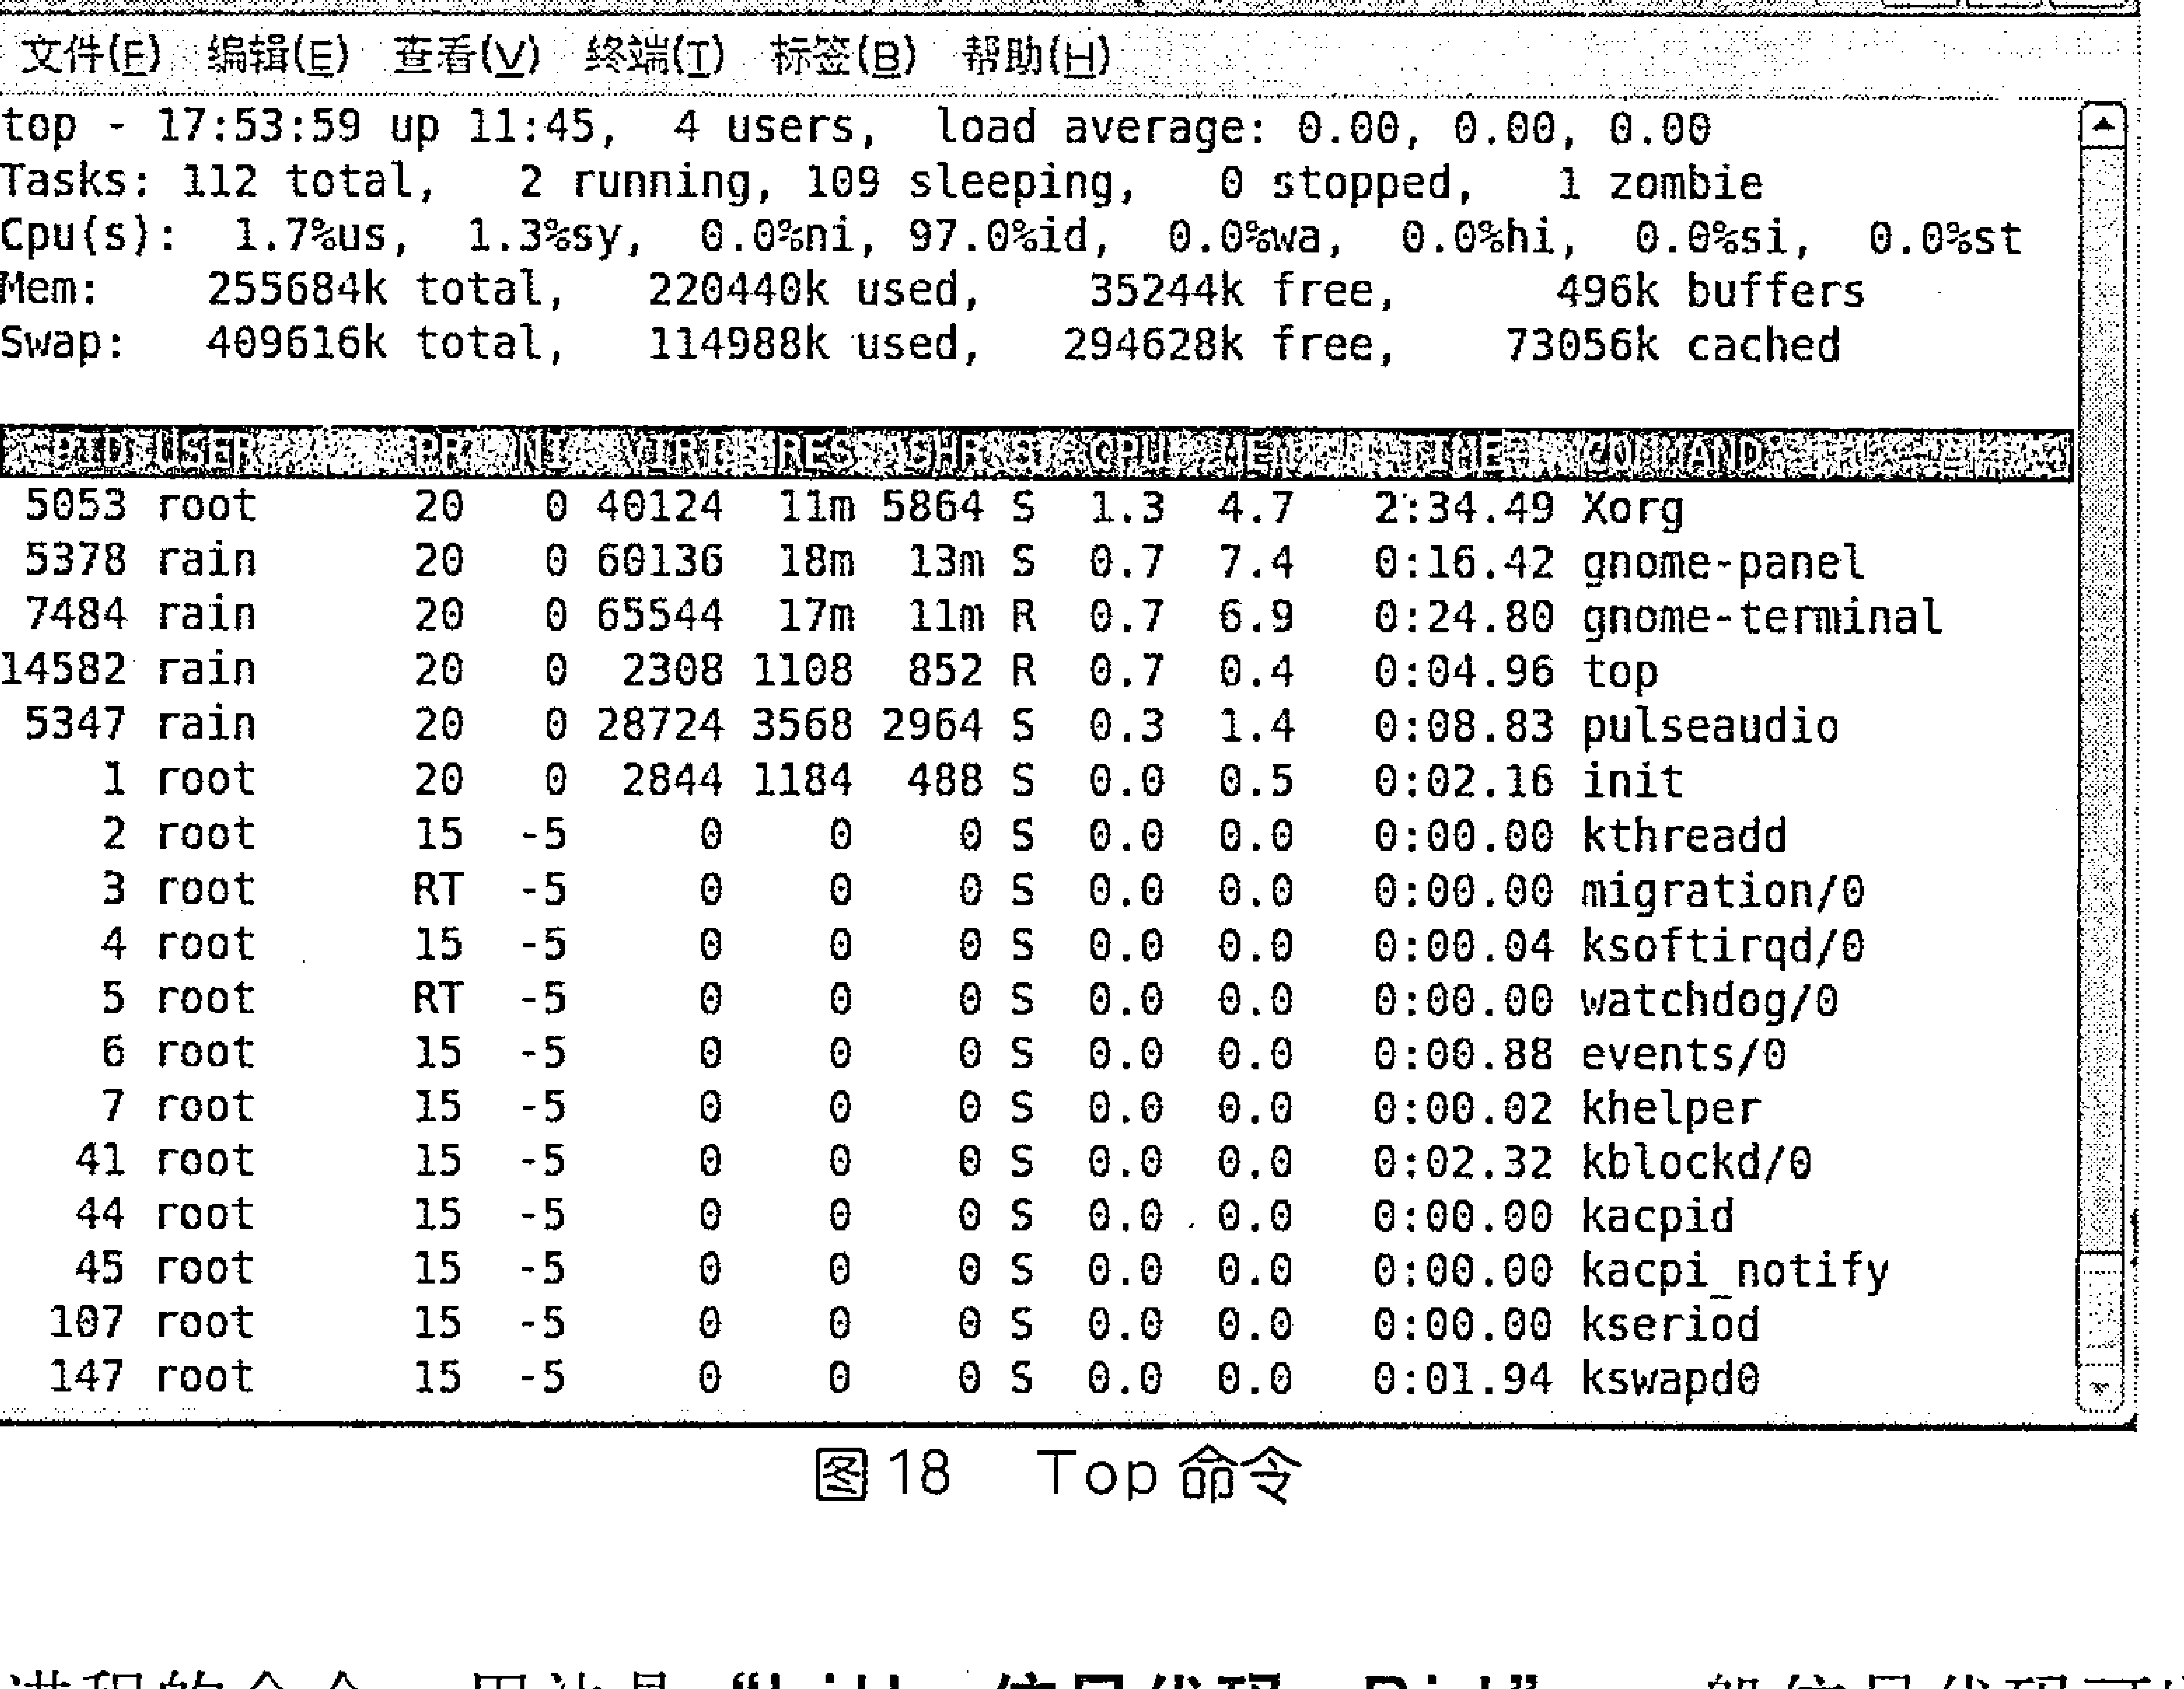 文件(F) 编辑(E) 查看(V) 终端(T) 标签(B) 帮助(H)
top - 17:53:59 up 11:45,  4 users,  load average: 0.00, 0.00, 0.00
Tasks: 112 total,   2 running, 109 sleeping,   0 stopped,   1 zombie
Cpu(s):  1.7%us,  1.3%sy,  0.0%ni, 97.0%id,  0.0%wa,  0.0%hi,  0.0%si,  0.0%st
Mem:    255684k total,   220440k used,    35244k free,      496k buffers
Swap:   409616k total,   114988k used,   294628k free,    73056k cached
PID USER PR NI VIRT RES SHR S CPU MEM TIME COMMAND
5053 root 20 0 40124 11m 5864 S 1.3 4.7 2:34.49 Xorg
5378 rain 20 0 60136 18m 13m S 0.7 7.4 0:16.42 gnome-panel
7484 rain 20 0 65544 17m 11m R 0.7 6.9 0:24.80 gnome-terminal
14582 rain 20 0 2308 1108 852 R 0.7 0.4 0:04.96 top
5347 rain 20 0 28724 3568 2964 S 0.3 1.4 0:08.83 pulseaudio
1 root 20 0 2844 1184 488 S 0.0 0.5 0:02.16 init
2 root 15 -5 0 0 0 S 0.0 0.0 0:00.00 kthreadd
3 root RT -5 0 0 0 S 0.0 0.0 0:00.00 migration/0
4 root 15 -5 0 0 0 S 0.0 0.0 0:00.04 ksoftirqd/0
5 root RT -5 0 0 0 S 0.0 0.0 0:00.00 watchdog/0
6 root 15 -5 0 0 0 S 0.0 0.0 0:00.88 events/0
7 root 15 -5 0 0 0 S 0.0 0.0 0:00.02 khelper
41 root 15 -5 0 0 0 S 0.0 0.0 0:02.32 kblockd/0
44 root 15 -5 0 0 0 S 0.0 0.0 0:00.00 kacpid
45 root 15 -5 0 0 0 S 0.0 0.0 0:00.00 kacpi_notify
107 root 15 -5 0 0 0 S 0.0 0.0 0:00.00 kseriod
147 root 15 -5 0 0 0 S 0.0 0.0 0:01.94 kswapd0
图18 Top命令